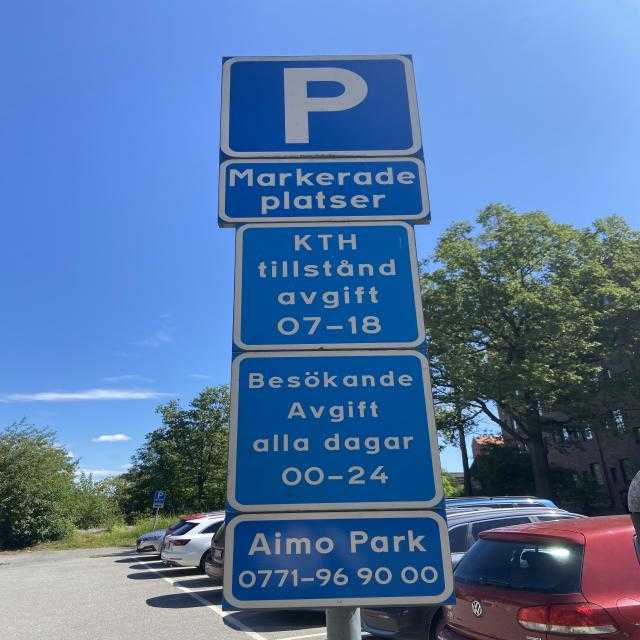 P
Markerade
platser
KTH
tillstånd
avgift
07–18
Besökande
Avgift
alla dagar
00–24
Aimo Park
0771–96 90 00